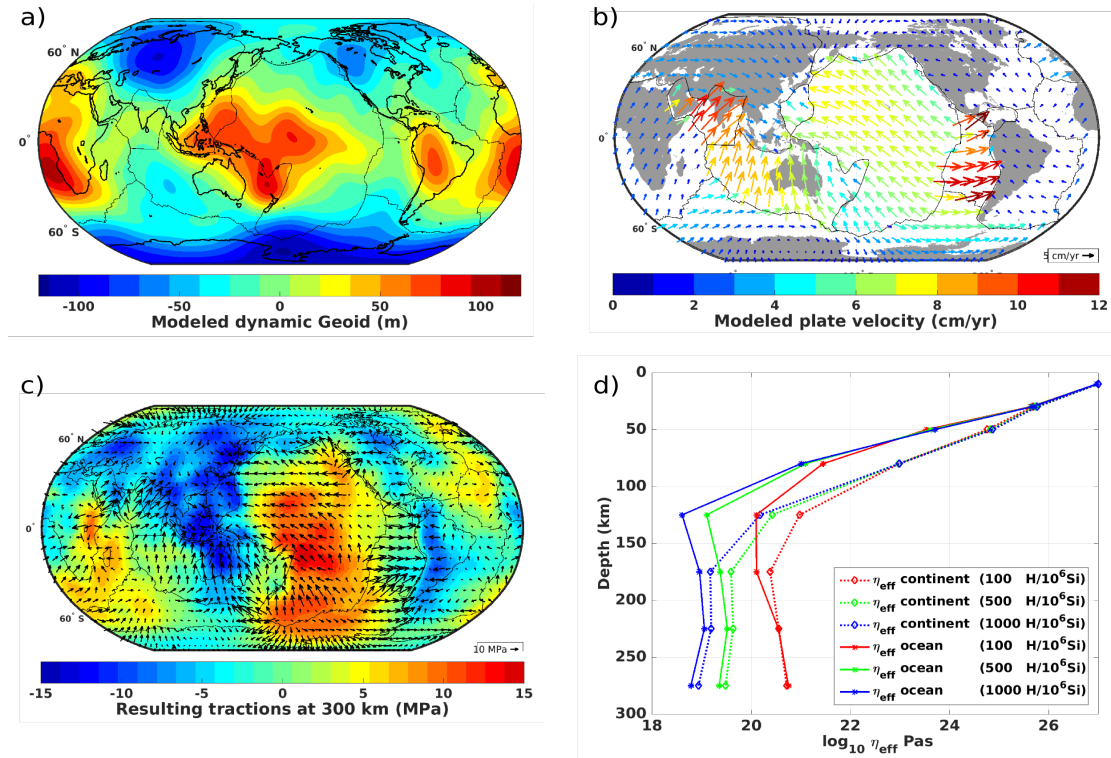 a)
60° N
0°
60° S
-100 -50 0 50 100
Modeled dynamic Geoid (m)
b)
60° N
0°
60° S
5 cm/yr
0 2 4 6 8 10 12
Modeled plate velocity (cm/yr)
c)
60° N
0°
60° S
10 MPa
-15 -10 -5 0 5 10 15
Resulting tractions at 300 km (MPa)
d)
0
50
100
150
200
250
300
Depth (km)
18 20 22 24 26
log10 ηeff Pas
ηeff continent (100 H/10⁶Si)
ηeff continent (500 H/10⁶Si)
ηeff continent (1000 H/10⁶Si)
ηeff ocean (100 H/10⁶Si)
ηeff ocean (500 H/10⁶Si)
ηeff ocean (1000 H/10⁶Si)